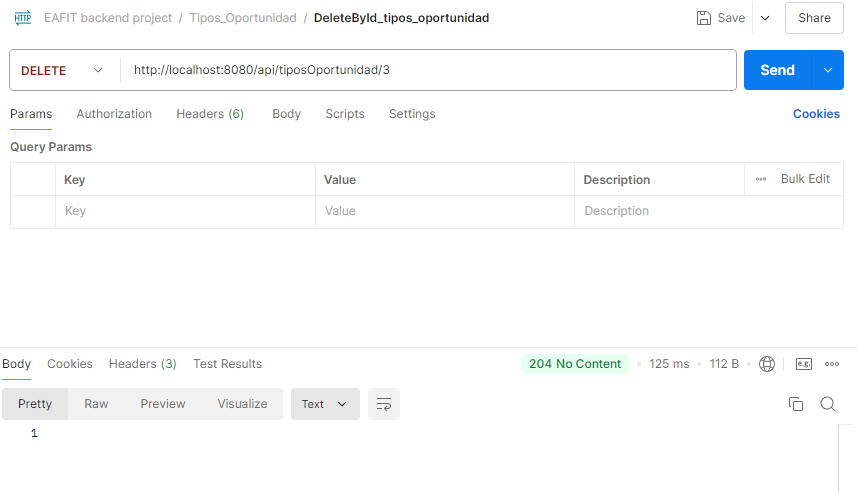 HTTP EAFIT backend project / Tipos_Oportunidad / DeleteById_tipos_oportunidad Save Share
DELETE http://localhost:8080/api/tiposOportunidad/3 Send
Params Authorization Headers (6) Body Scripts Settings Cookies
Query Params
Key Value Description Bulk Edit
Key Value Description
Body Cookies Headers (3) Test Results 204 No Content 125 ms 112 B e.g.
Pretty Raw Preview Visualize Text
1